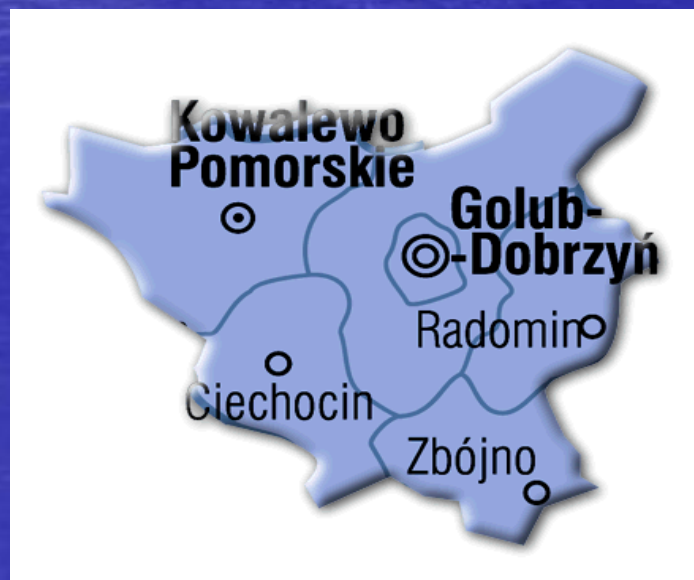 Kowalewo
Pomorskie
Golub-
-Dobrzyń
Radomin
Ciechocin
Zbójno